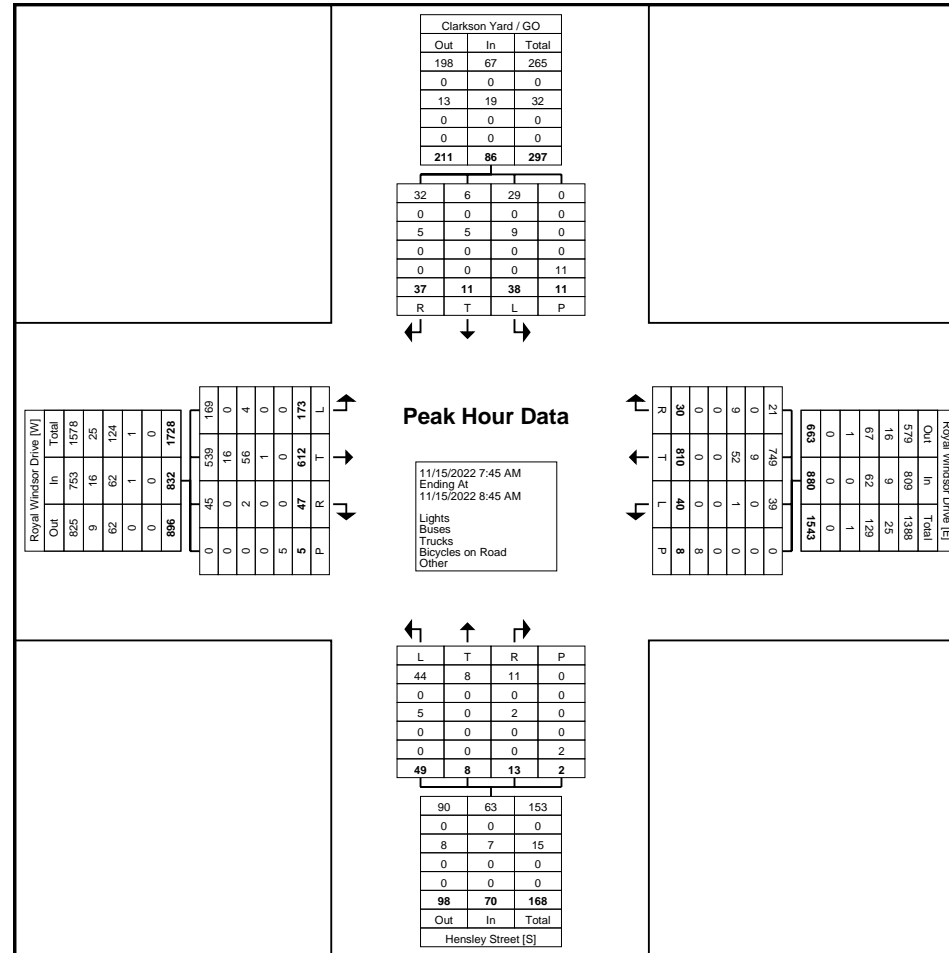 Clarkson Yard / GO
Out In Total
198 67 265
0 0 0
13 19 32
0 0 0
0 0 0
211 86 297
32 6 29 0
0 0 0 0
5 5 9 0
0 0 0 0
0 0 0 11
37 11 38 11
R T L P
Royal Windsor Drive [W]
Total 1578 25 124 1 0 1728
In 753 16 62 1 0 832
Out 825 9 62 0 0 896
169 0 4 0 0 173 L
539 16 56 1 0 612 T
45 0 2 0 0 47 R
0 0 0 0 5 5 P
Peak Hour Data
11/15/2022 7:45 AM
Ending At
11/15/2022 8:45 AM
Lights
Buses
Trucks
Bicycles on Road
Other
R 30 0 0 9 0 21
T 810 0 0 52 9 749
L 40 0 0 1 0 39
P 8 8 0 0 0 0
Royal Windsor Drive [E]
Out 579 16 67 1 0 663
In 809 9 62 0 0 880
Total 1388 25 129 1 0 1543
L T R P
44 8 11 0
0 0 0 0
5 0 2 0
0 0 0 0
0 0 0 2
49 8 13 2
90 63 153
0 0 0
8 7 15
0 0 0
0 0 0
98 70 168
Out In Total
Hensley Street [S]